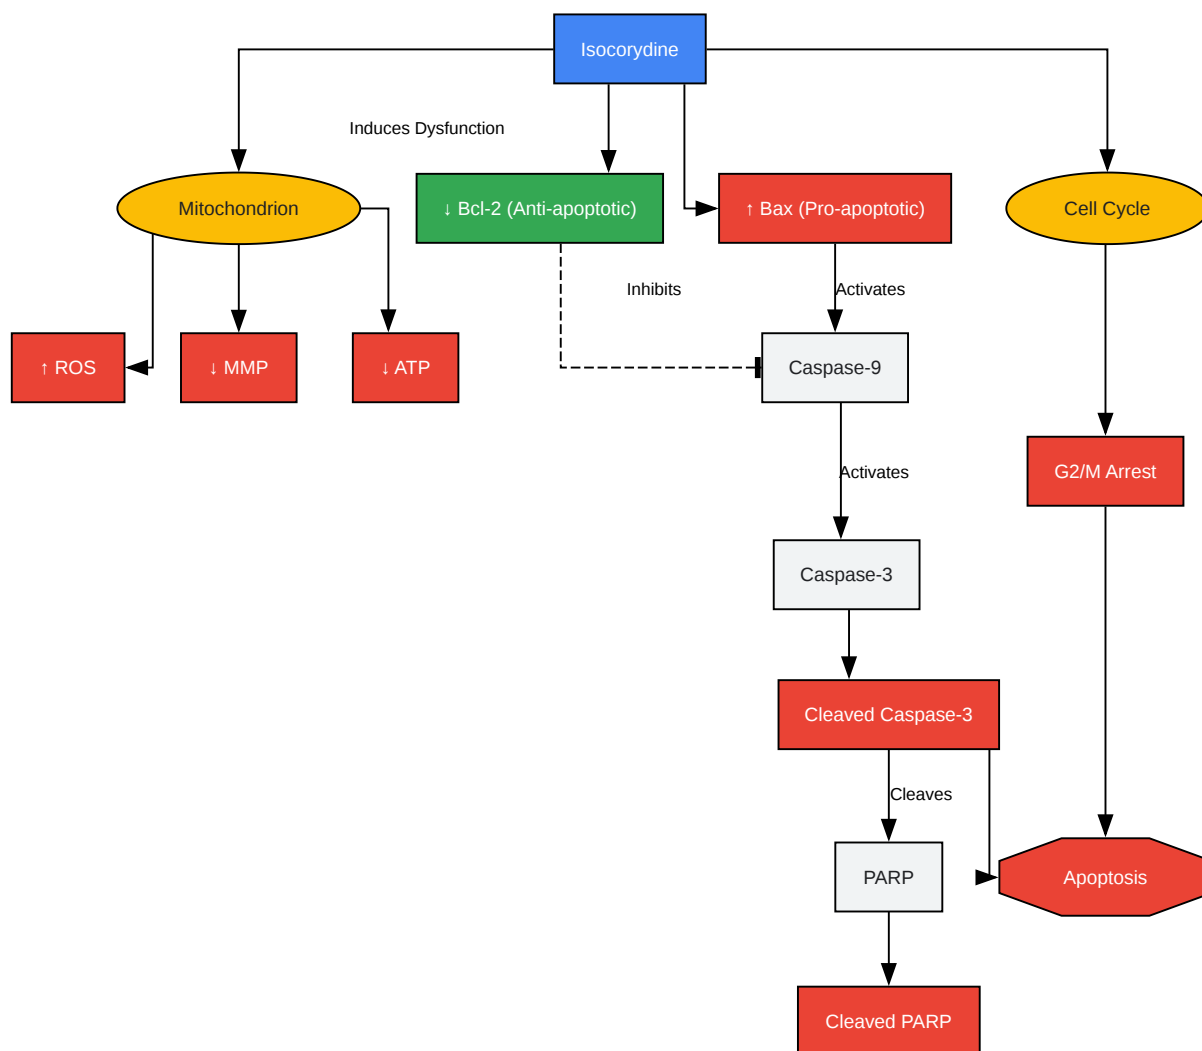 Isocorydine
Induces Dysfunction
Mitochondrion
↓ Bcl-2 (Anti-apoptotic)
↑ Bax (Pro-apoptotic)
Cell Cycle
Inhibits
Activates
↑ ROS
↓ MMP
↓ ATP
Caspase-9
Activates
G2/M Arrest
Caspase-3
Cleaved Caspase-3
Cleaves
PARP
Apoptosis
Cleaved PARP